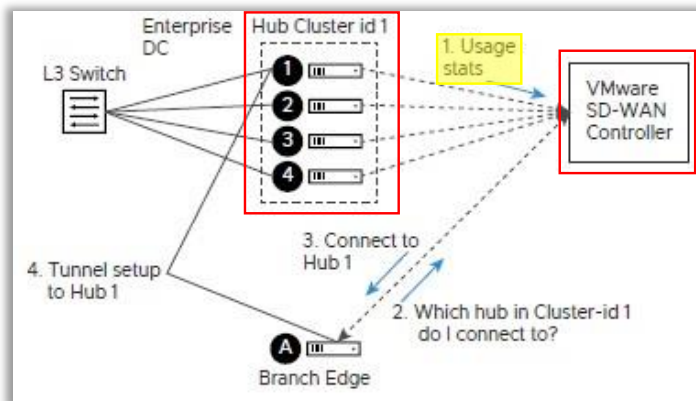 Enterprise
DC
Hub Cluster id 1
L3 Switch
1
2
3
4
1. Usage
stats
VMware
SD-WAN
Controller
3. Connect to
Hub 1
4. Tunnel setup
to Hub 1
2. Which hub in Cluster-id 1
do I connect to?
A
Branch Edge